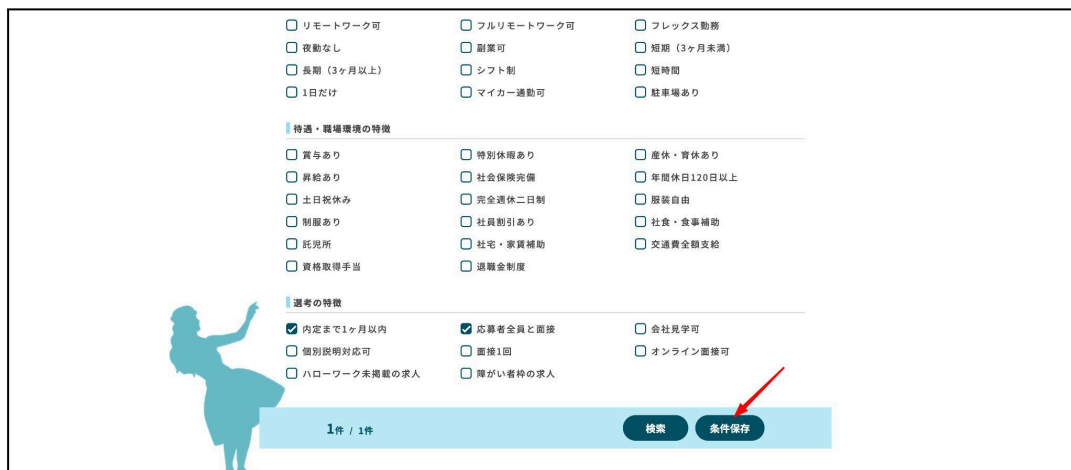 リモートワーク可 フルリモートワーク可 フレックス勤務
夜勤なし 副業可 短期（3ヶ月未満）
長期（3ヶ月以上） シフト制 短時間
1日だけ マイカー通勤可 駐車場あり
待遇・職場環境の特徴
賞与あり 特別休暇あり 産休・育休あり
昇給あり 社会保険完備 年間休日120日以上
土日祝休み 完全週休二日制 服装自由
制服あり 社員割引あり 社食・食事補助
託児所 社宅・家賃補助 交通費全額支給
資格取得手当 退職金制度
選考の特徴
内定まで1ヶ月以内 応募者全員と面接 会社見学可
個別説明対応可 面接1回 オンライン面接可
ハローワーク未掲載の求人 障がい者枠の求人
1件 / 1件 検索 条件保存